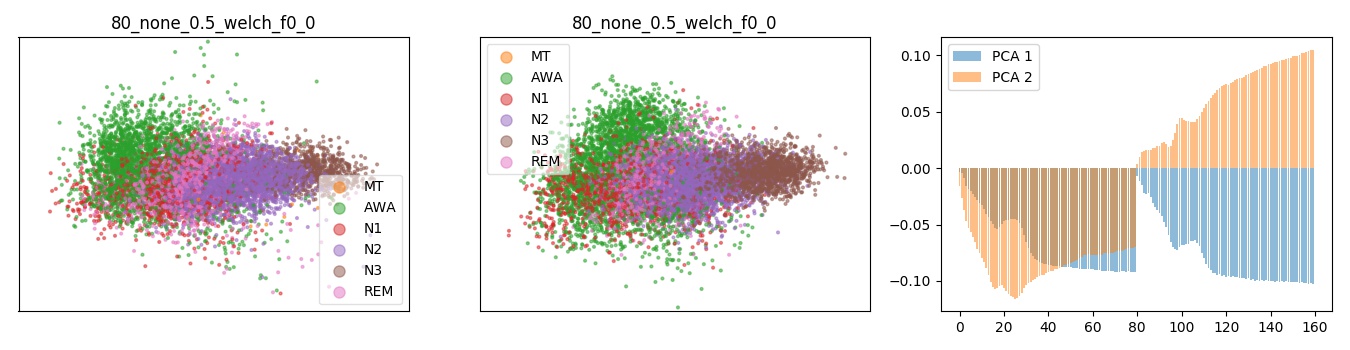 80_none_0.5_welch_f0_0
MT
AWA
N1
N2
N3
REM
80_none_0.5_welch_f0_0
MT
AWA
N1
N2
N3
REM
PCA 1
PCA 2
0.10
0.05
0.00
−0.05
−0.10
0 20 40 60 80 100 120 140 160